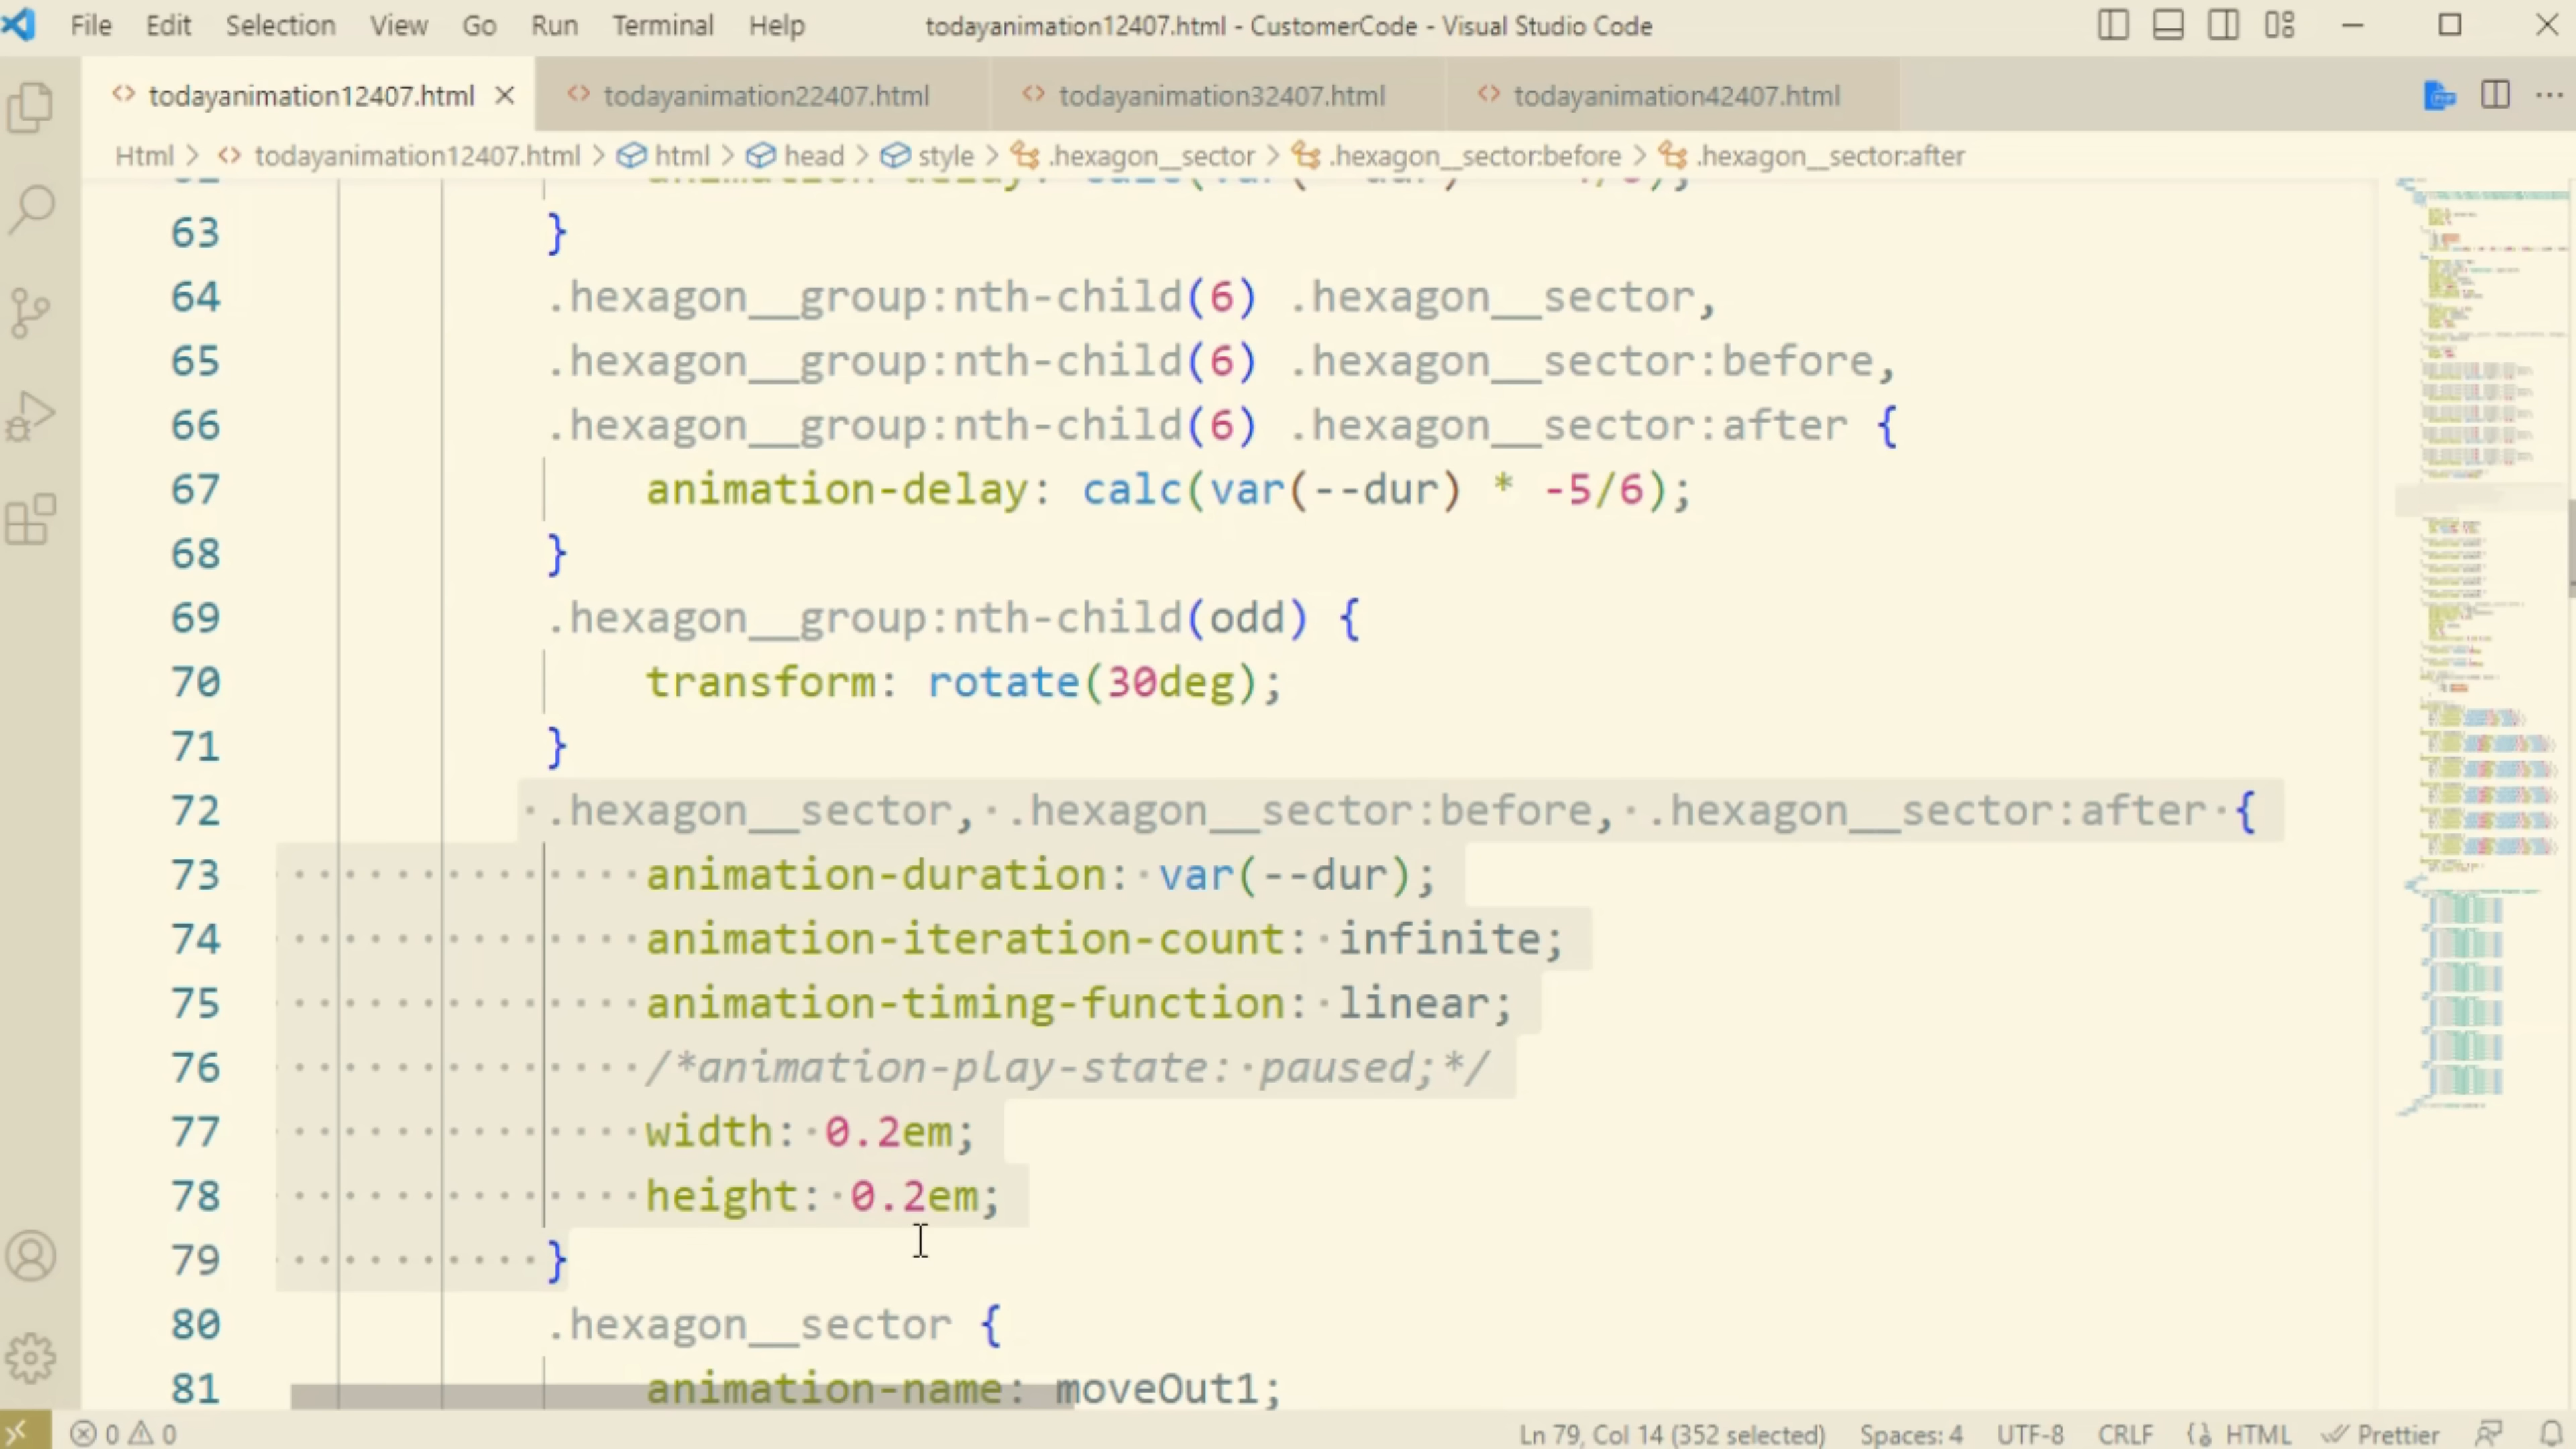 File Edit Selection View Go Run Terminal Help todayanimation12407.html - CustomerCode - Visual Studio Code
todayanimation12407.html todayanimation22407.html todayanimation32407.html todayanimation42407.html
Html > todayanimation12407.html > html > head > style > .hexagon__sector > .hexagon__sector:before > .hexagon__sector:after
63 }
64 .hexagon__group:nth-child(6) .hexagon__sector,
65 .hexagon__group:nth-child(6) .hexagon__sector:before,
66 .hexagon__group:nth-child(6) .hexagon__sector:after {
67 animation-delay: calc(var(--dur) * -5/6);
68 }
69 .hexagon__group:nth-child(odd) {
70 transform: rotate(30deg);
71 }
72 .hexagon__sector, .hexagon__sector:before, .hexagon__sector:after {
73 animation-duration: var(--dur);
74 animation-iteration-count: infinite;
75 animation-timing-function: linear;
76 /*animation-play-state: paused;*/
77 width: 0.2em;
78 height: 0.2em;
79 }
80 .hexagon__sector {
81 animation-name: moveOut1;
0 0 Ln 79, Col 14 (352 selected) Spaces: 4 UTF-8 CRLF HTML Prettier